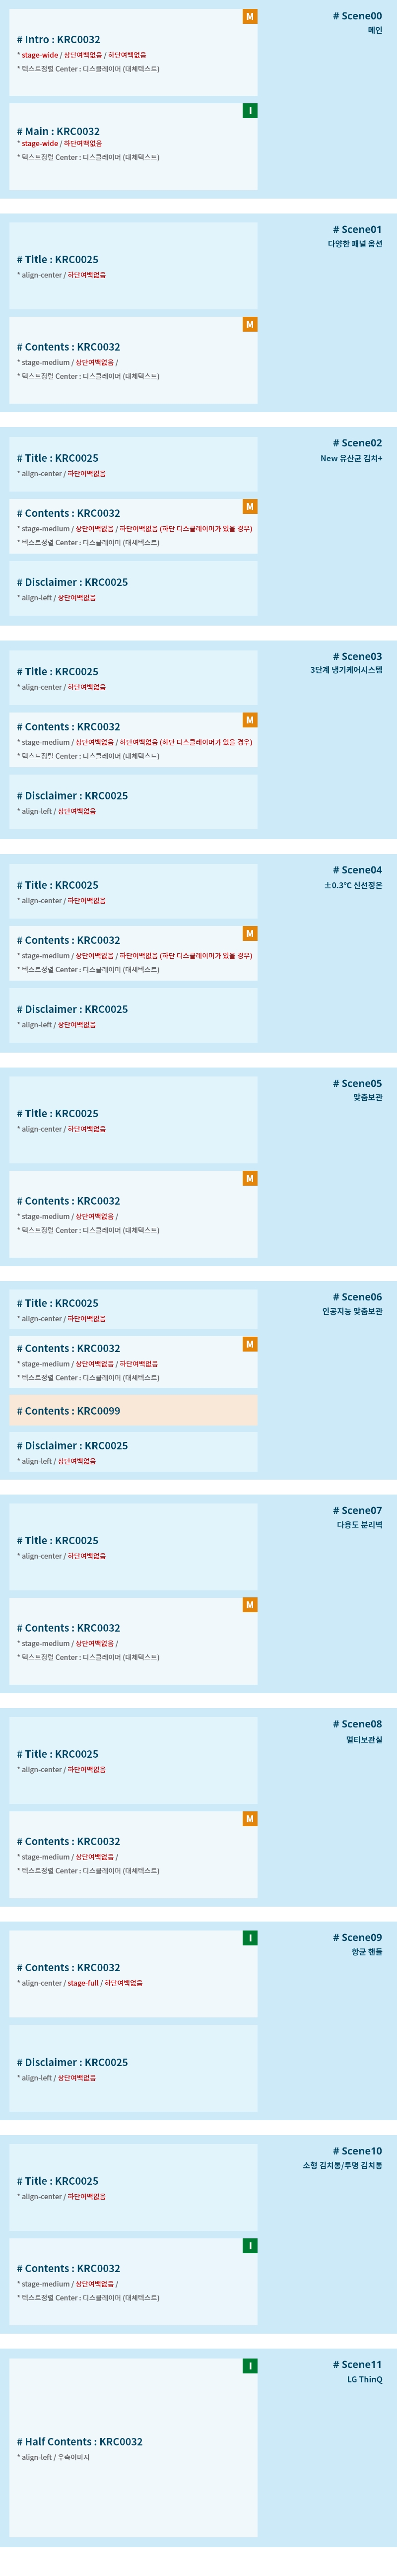 # Scene00
메인
M
# Intro : KRC0032
* stage-wide / 상단여백없음 / 하단여백없음
* 텍스트정렬 Center : 디스클레이머 (대체텍스트)
I
# Main : KRC0032
* stage-wide / 하단여백없음
* 텍스트정렬 Center : 디스클레이머 (대체텍스트)
# Scene01
다양한 패널 옵션
# Title : KRC0025
* align-center / 하단여백없음
M
# Contents : KRC0032
* stage-medium / 상단여백없음 /
* 텍스트정렬 Center : 디스클레이머 (대체텍스트)
# Scene02
New 유산균 김치+
# Title : KRC0025
* align-center / 하단여백없음
M
# Contents : KRC0032
* stage-medium / 상단여백없음 / 하단여백없음 (하단 디스클레이머가 있을 경우)
* 텍스트정렬 Center : 디스클레이머 (대체텍스트)
# Disclaimer : KRC0025
* align-left / 상단여백없음
# Scene03
3단계 냉기케어시스템
# Title : KRC0025
* align-center / 하단여백없음
M
# Contents : KRC0032
* stage-medium / 상단여백없음 / 하단여백없음 (하단 디스클레이머가 있을 경우)
* 텍스트정렬 Center : 디스클레이머 (대체텍스트)
# Disclaimer : KRC0025
* align-left / 상단여백없음
# Scene04
±0.3℃ 신선정온
# Title : KRC0025
* align-center / 하단여백없음
M
# Contents : KRC0032
* stage-medium / 상단여백없음 / 하단여백없음 (하단 디스클레이머가 있을 경우)
* 텍스트정렬 Center : 디스클레이머 (대체텍스트)
# Disclaimer : KRC0025
* align-left / 상단여백없음
# Scene05
맞춤보관
# Title : KRC0025
* align-center / 하단여백없음
M
# Contents : KRC0032
* stage-medium / 상단여백없음 /
* 텍스트정렬 Center : 디스클레이머 (대체텍스트)
# Scene06
인공지능 맞춤보관
# Title : KRC0025
* align-center / 하단여백없음
M
# Contents : KRC0032
* stage-medium / 상단여백없음 / 하단여백없음
* 텍스트정렬 Center : 디스클레이머 (대체텍스트)
# Contents : KRC0099
# Disclaimer : KRC0025
* align-left / 상단여백없음
# Scene07
다용도 분리벽
# Title : KRC0025
* align-center / 하단여백없음
M
# Contents : KRC0032
* stage-medium / 상단여백없음 /
* 텍스트정렬 Center : 디스클레이머 (대체텍스트)
# Scene08
멀티보관실
# Title : KRC0025
* align-center / 하단여백없음
M
# Contents : KRC0032
* stage-medium / 상단여백없음 /
* 텍스트정렬 Center : 디스클레이머 (대체텍스트)
# Scene09
항균 핸들
I
# Contents : KRC0032
* align-center / stage-full / 하단여백없음
# Disclaimer : KRC0025
* align-left / 상단여백없음
# Scene10
소형 김치통/투명 김치통
# Title : KRC0025
* align-center / 하단여백없음
I
# Contents : KRC0032
* stage-medium / 상단여백없음 /
* 텍스트정렬 Center : 디스클레이머 (대체텍스트)
# Scene11
LG ThinQ
I
# Half Contents : KRC0032
* align-left / 우측이미지